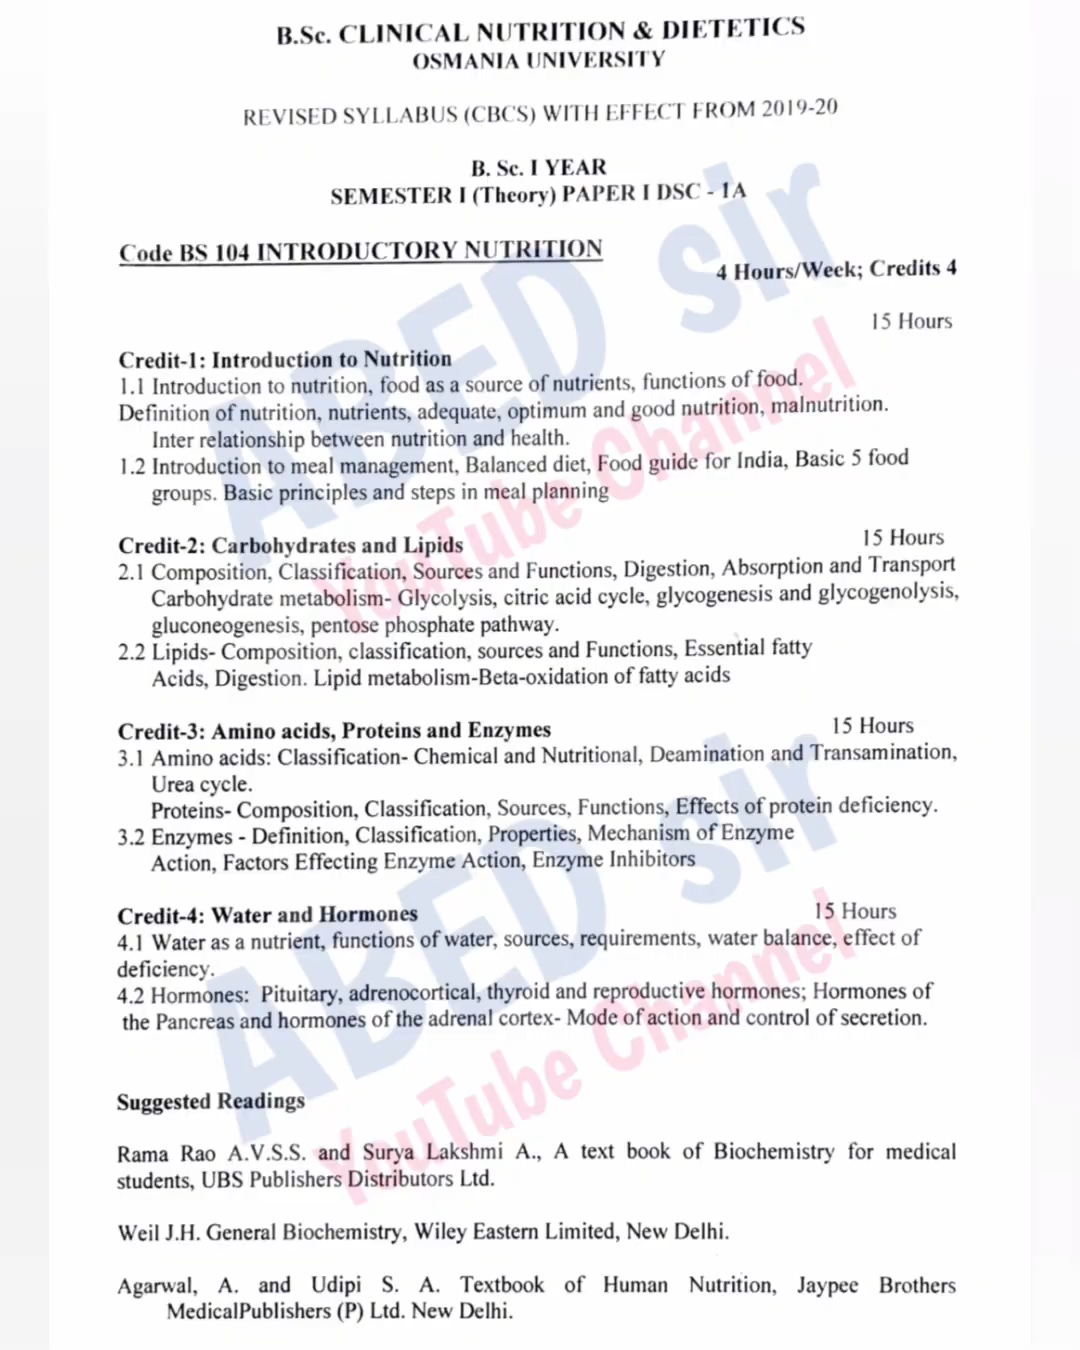 B.Sc. CLINICAL NUTRITION & DIETETICS
OSMANIA UNIVERSITY
REVISED SYLLABUS (CBCS) WITH EFFECT FROM 2019-20
B. Sc. I YEAR
SEMESTER I (Theory) PAPER I DSC - 1A
Code BS 104 INTRODUCTORY NUTRITION
4 Hours/Week; Credits 4
15 Hours
Credit-1: Introduction to Nutrition
1.1 Introduction to nutrition, food as a source of nutrients, functions of food.
Definition of nutrition, nutrients, adequate, optimum and good nutrition, malnutrition.
Inter relationship between nutrition and health.
1.2 Introduction to meal management, Balanced diet, Food guide for India, Basic 5 food
groups. Basic principles and steps in meal planning
Credit-2: Carbohydrates and Lipids 15 Hours
2.1 Composition, Classification, Sources and Functions, Digestion, Absorption and Transport
Carbohydrate metabolism- Glycolysis, citric acid cycle, glycogenesis and glycogenolysis,
gluconeogenesis, pentose phosphate pathway.
2.2 Lipids- Composition, classification, sources and Functions, Essential fatty
Acids, Digestion. Lipid metabolism-Beta-oxidation of fatty acids
Credit-3: Amino acids, Proteins and Enzymes 15 Hours
3.1 Amino acids: Classification- Chemical and Nutritional, Deamination and Transamination,
Urea cycle.
Proteins- Composition, Classification, Sources, Functions, Effects of protein deficiency.
3.2 Enzymes - Definition, Classification, Properties, Mechanism of Enzyme
Action, Factors Effecting Enzyme Action, Enzyme Inhibitors
Credit-4: Water and Hormones 15 Hours
4.1 Water as a nutrient, functions of water, sources, requirements, water balance, effect of
deficiency.
4.2 Hormones: Pituitary, adrenocortical, thyroid and reproductive hormones; Hormones of
the Pancreas and hormones of the adrenal cortex- Mode of action and control of secretion.
Suggested Readings
Rama Rao A.V.S.S. and Surya Lakshmi A., A text book of Biochemistry for medical
students, UBS Publishers Distributors Ltd.
Weil J.H. General Biochemistry, Wiley Eastern Limited, New Delhi.
Agarwal, A. and Udipi S. A. Textbook of Human Nutrition, Jaypee Brothers
MedicalPublishers (P) Ltd. New Delhi.
ABED sir
YouTube Channel
ABED sir
YouTube Channel